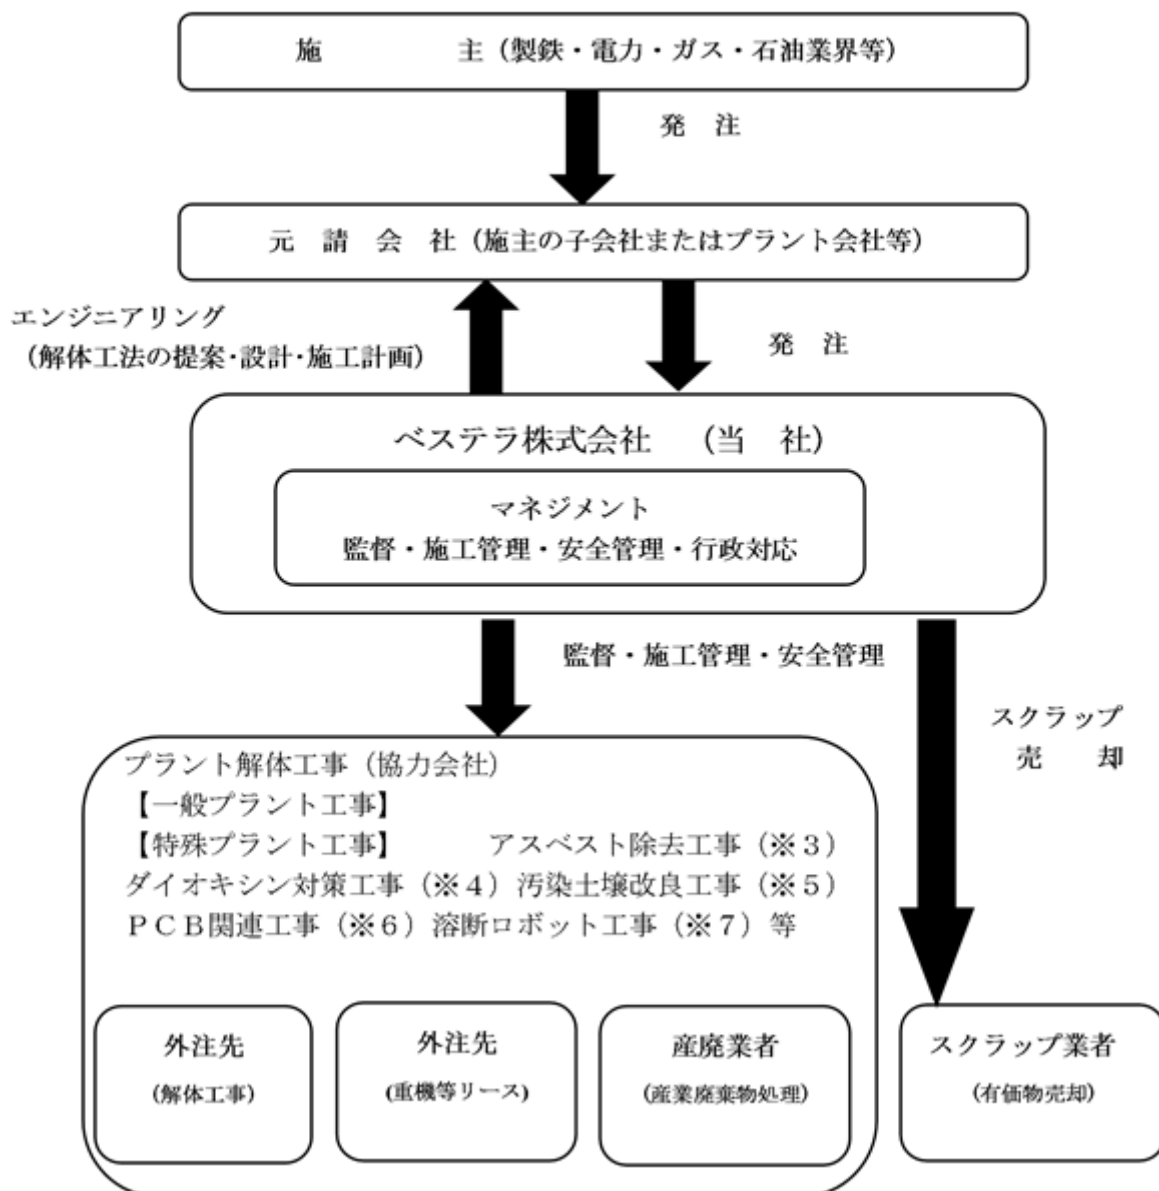 施　主（製鉄・電力・ガス・石油業界等）
発　注
元　請　会　社（施主の子会社またはプラント会社等）
エンジニアリング
（解体工法の提案･設計･施工計画）
発　注
ベステラ株式会社　（当　社）
マネジメント
監督・施工管理・安全管理・行政対応
監督・施工管理・安全管理
スクラップ
売　却
プラント解体工事（協力会社）
【一般プラント工事】
【特殊プラント工事】　アスベスト除去工事（※３）
ダイオキシン対策工事（※４）汚染土壌改良工事（※５）
ＰＣＢ関連工事（※６）溶断ロボット工事（※７）等
外注先
（解体工事）
外注先
(重機等リース)
産廃業者
（産業廃棄物処理）
スクラップ業者
（有価物売却）